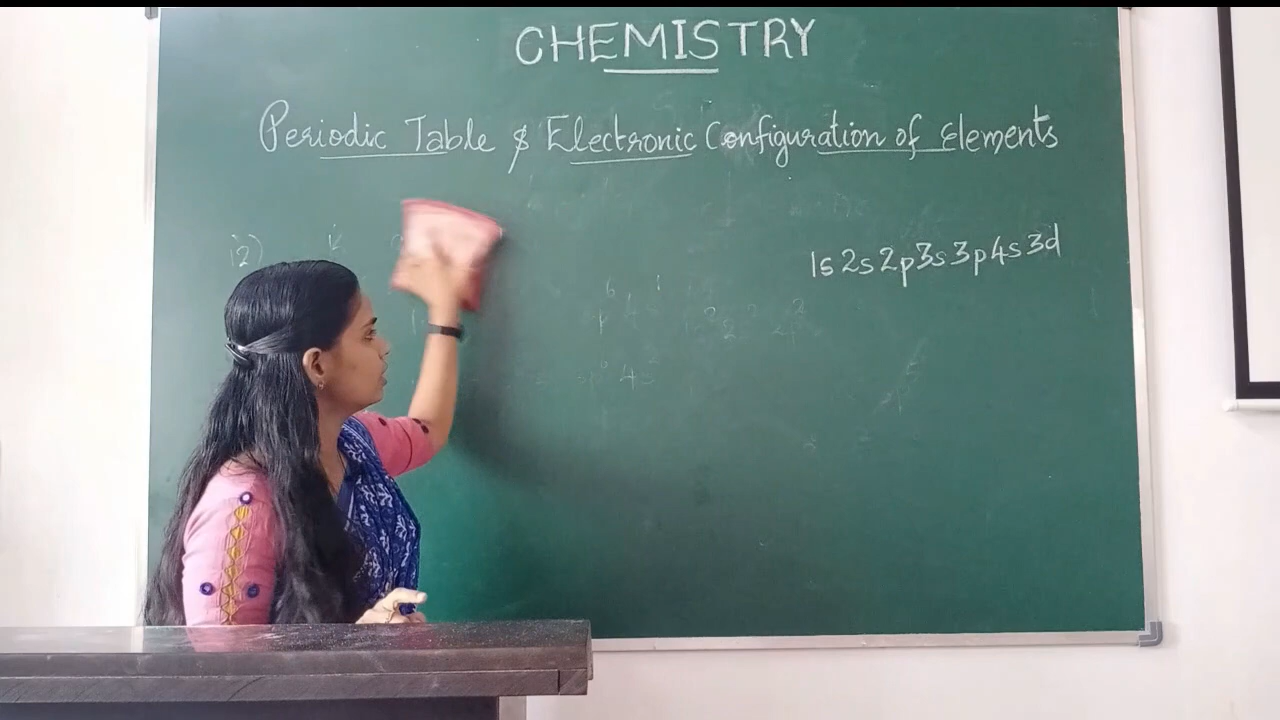 CHEMISTRY
Periodic Table & Electronic Configuration of Elements
1s 2s 2p 3s 3p 4s 3d